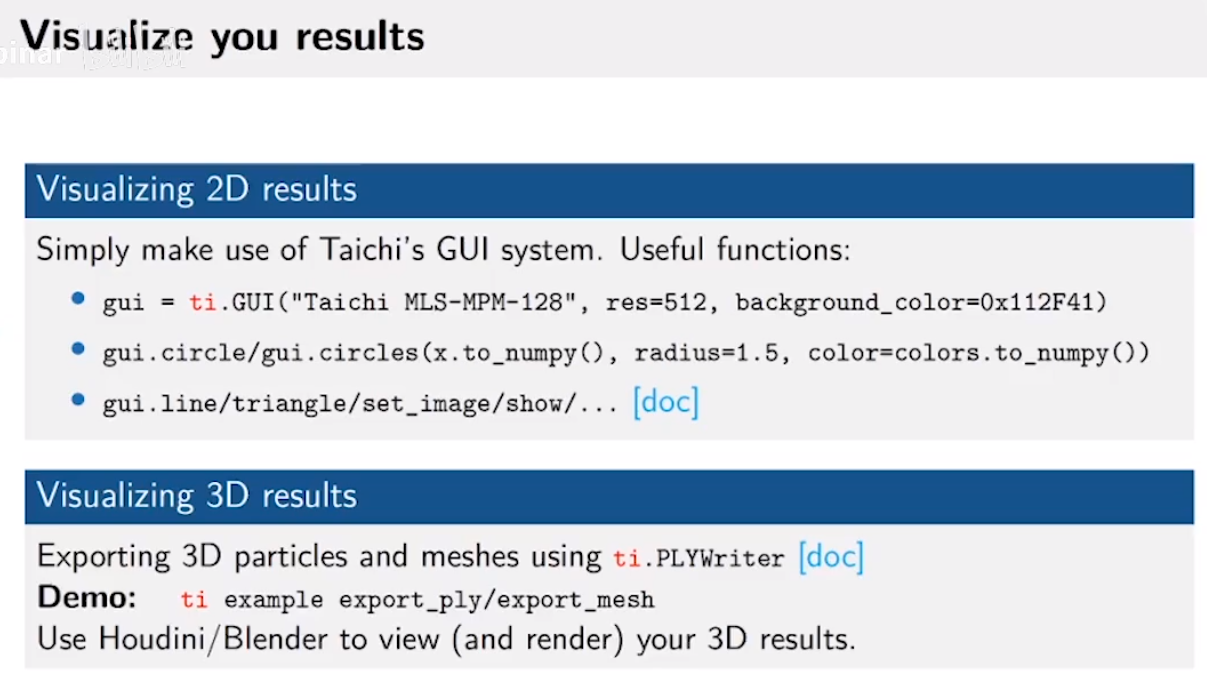 Visualize you results
Visualizing 2D results
Simply make use of Taichi's GUI system. Useful functions:
• gui = ti.GUI("Taichi MLS-MPM-128", res=512, background_color=0x112F41)
• gui.circle/gui.circles(x.to_numpy(), radius=1.5, color=colors.to_numpy())
• gui.line/triangle/set_image/show/... [doc]
Visualizing 3D results
Exporting 3D particles and meshes using ti.PLYWriter [doc]
Demo: ti example export_ply/export_mesh
Use Houdini/Blender to view (and render) your 3D results.